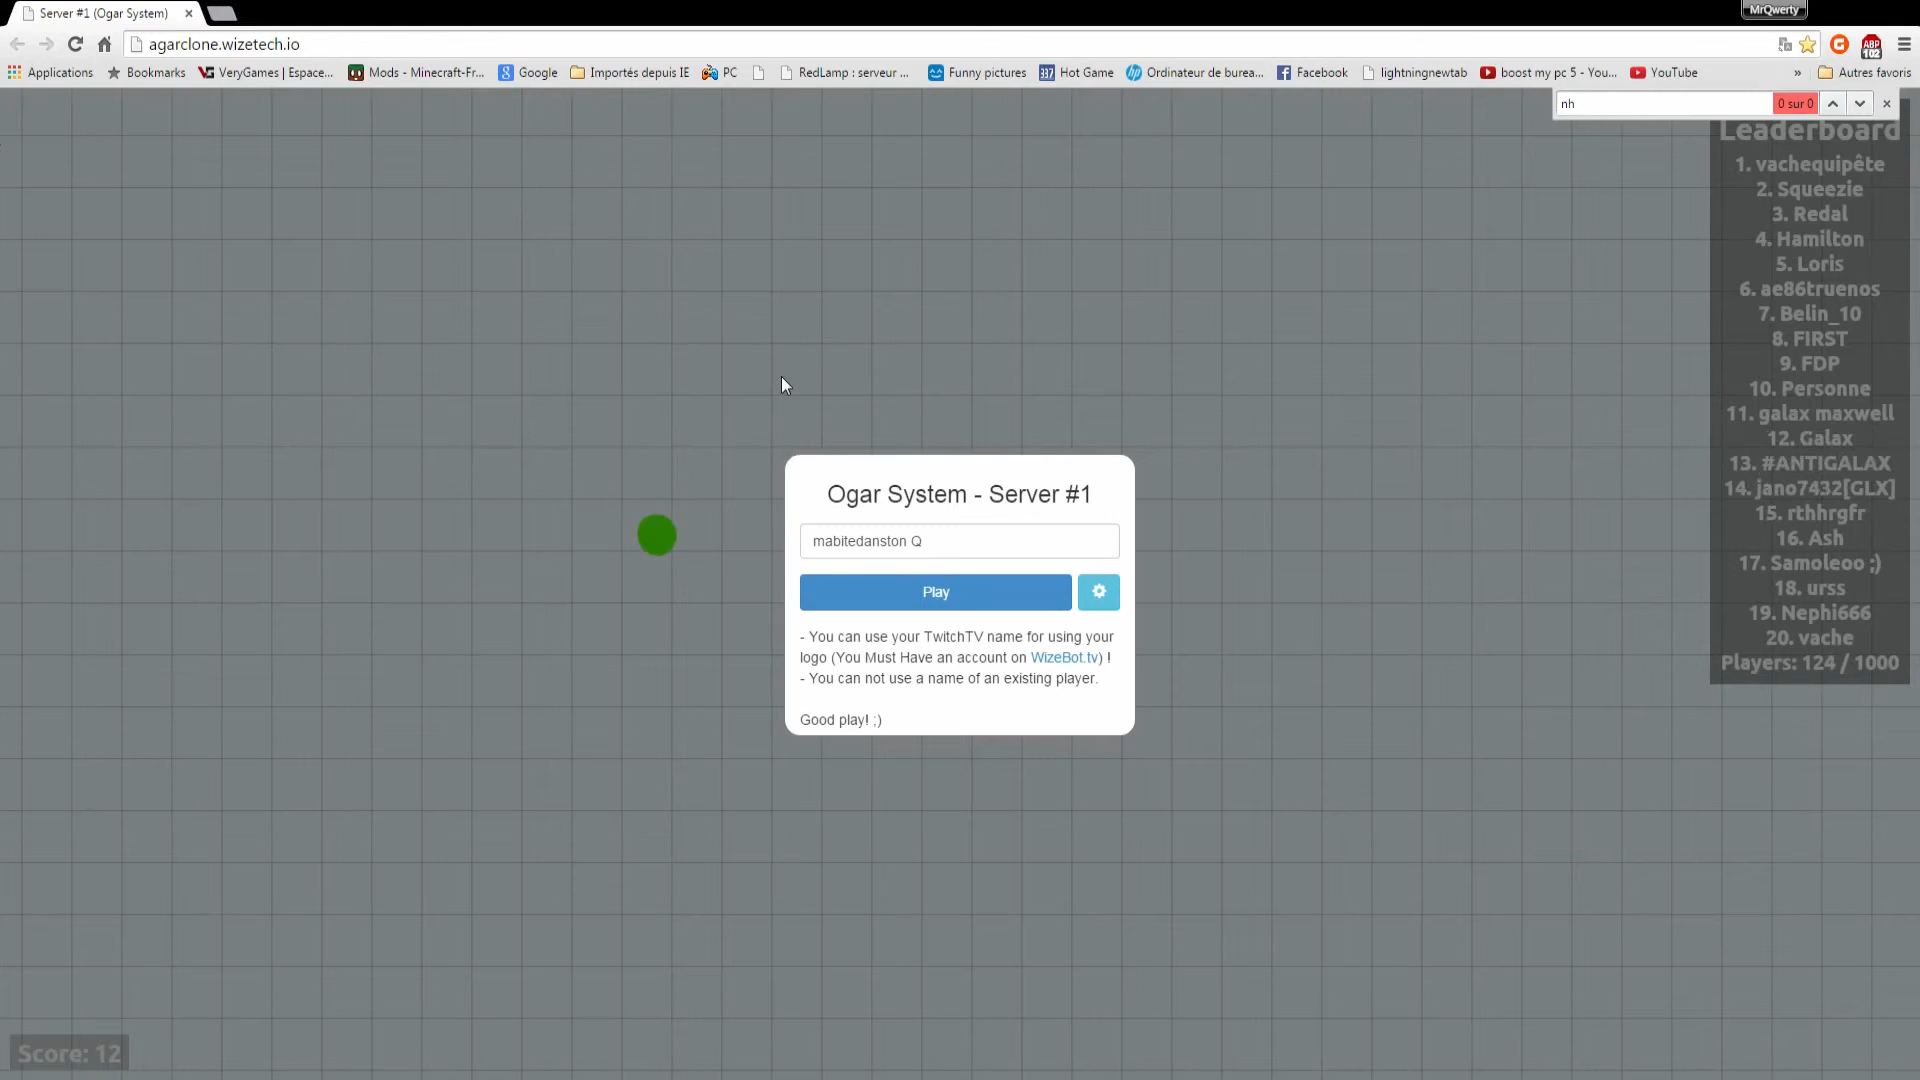 Server #1 (Ogar System)
MrQwerty
agarclone.wizetech.io
ABP
102
Applications
Bookmarks
VeryGames | Espace...
Mods - Minecraft-Fr...
Google
Importés depuis IE
PC
RedLamp : serveur ...
Funny pictures
337
Hot Game
Ordinateur de burea...
Facebook
lightningnewtab
boost my pc 5 - You...
YouTube
»
Autres favoris
nh
0 sur 0
Leaderboard
1. vachequipête
2. Squeezie
3. Redal
4. Hamilton
5. Loris
6. ae86truenos
7. Belin_10
8. FIRST
9. FDP
10. Personne
11. galax maxwell
12. Galax
13. #ANTIGALAX
14. jano7432[GLX]
15. rthhrgfr
16. Ash
17. Samoleoo ;)
18. urss
19. Nephi666
20. vache
Players: 124 / 1000
Ogar System - Server #1
mabitedanston Q
Play
- You can use your TwitchTV name for using your
logo (You Must Have an account on WizeBot.tv) !
- You can not use a name of an existing player.
Good play! ;)
Score: 12